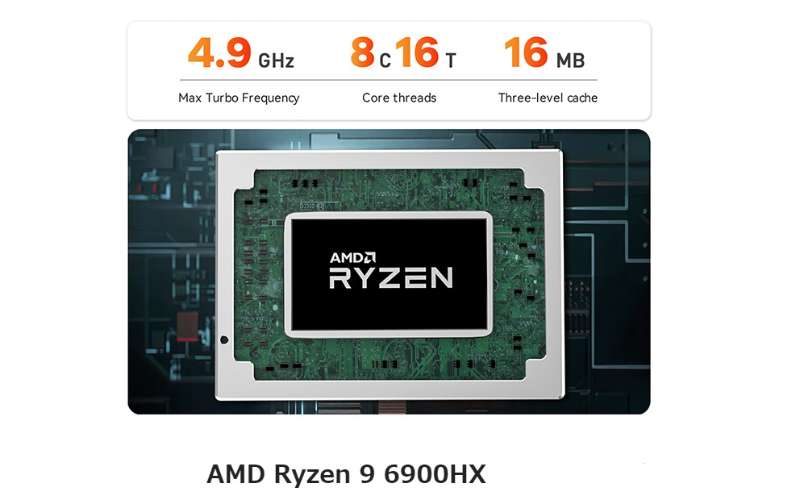 4.9 GHz 8 C 16 T 16 MB
Max Turbo Frequency Core threads Three-level cache
AMD
RYZEN
AMD Ryzen 9 6900HX